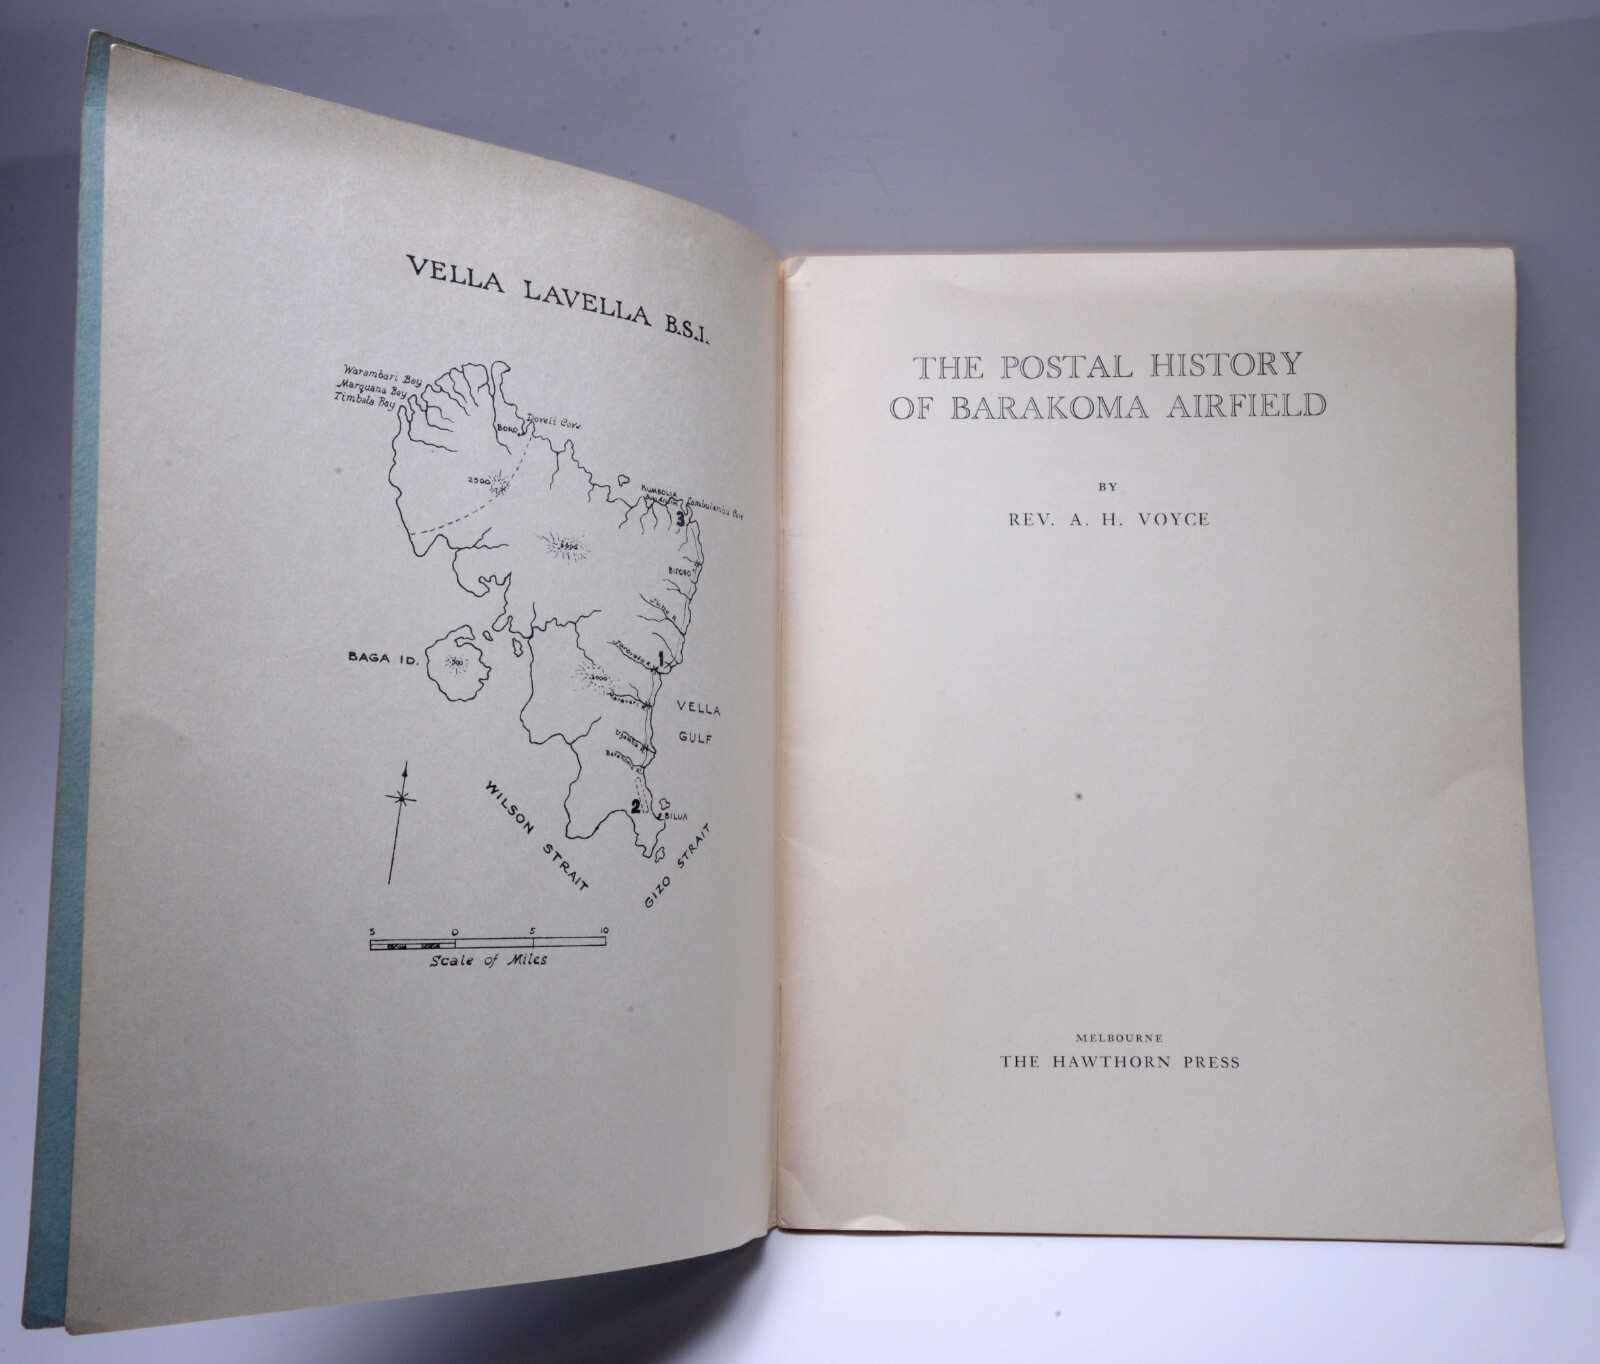 VELLA LAVELLA B.S.I.
Warambari Bay
Marquana Bay
Timbala Bay
Doveli Cove
BORO
2500
KUMBOLIA
3
BIFORO
BAGA ID.
1
VELLA
GULF
2
BILUA
WILSON STRAIT
GIZO STRAIT
5 0 5 10
Scale of Miles
THE POSTAL HISTORY
OF BARAKOMA AIRFIELD
BY
REV. A. H. VOYCE
MELBOURNE
THE HAWTHORN PRESS